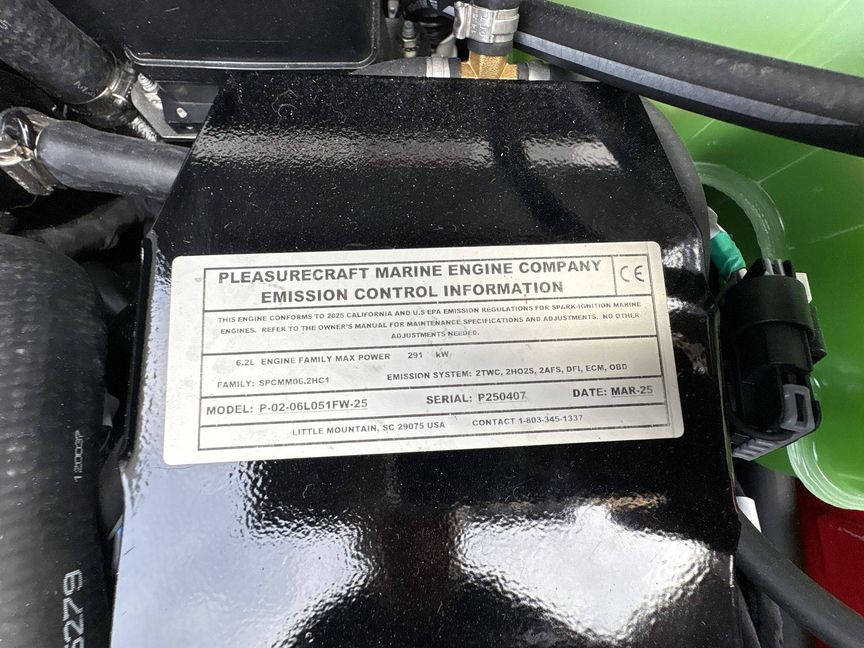 PLEASURECRAFT MARINE ENGINE COMPANY
EMISSION CONTROL INFORMATION
CE
THIS ENGINE CONFORMS TO 2025 CALIFORNIA AND U.S EPA EMISSION REGULATIONS FOR SPARK-IGNITION MARINE
ENGINES. REFER TO THE OWNER'S MANUAL FOR MAINTENANCE SPECIFICATIONS AND ADJUSTMENTS. NO OTHER
ADJUSTMENTS NEEDED.
6.2L ENGINE FAMILY MAX POWER 291 kW
FAMILY: SPCMM06.2HC1 EMISSION SYSTEM: 2TWC, 2HO2S, 2AFS, DFI, ECM, OBD
MODEL: P-02-06L051FW-25 SERIAL: P250407 DATE: MAR-25
LITTLE MOUNTAIN, SC 29075 USA CONTACT 1-803-345-1337
12003P
6279